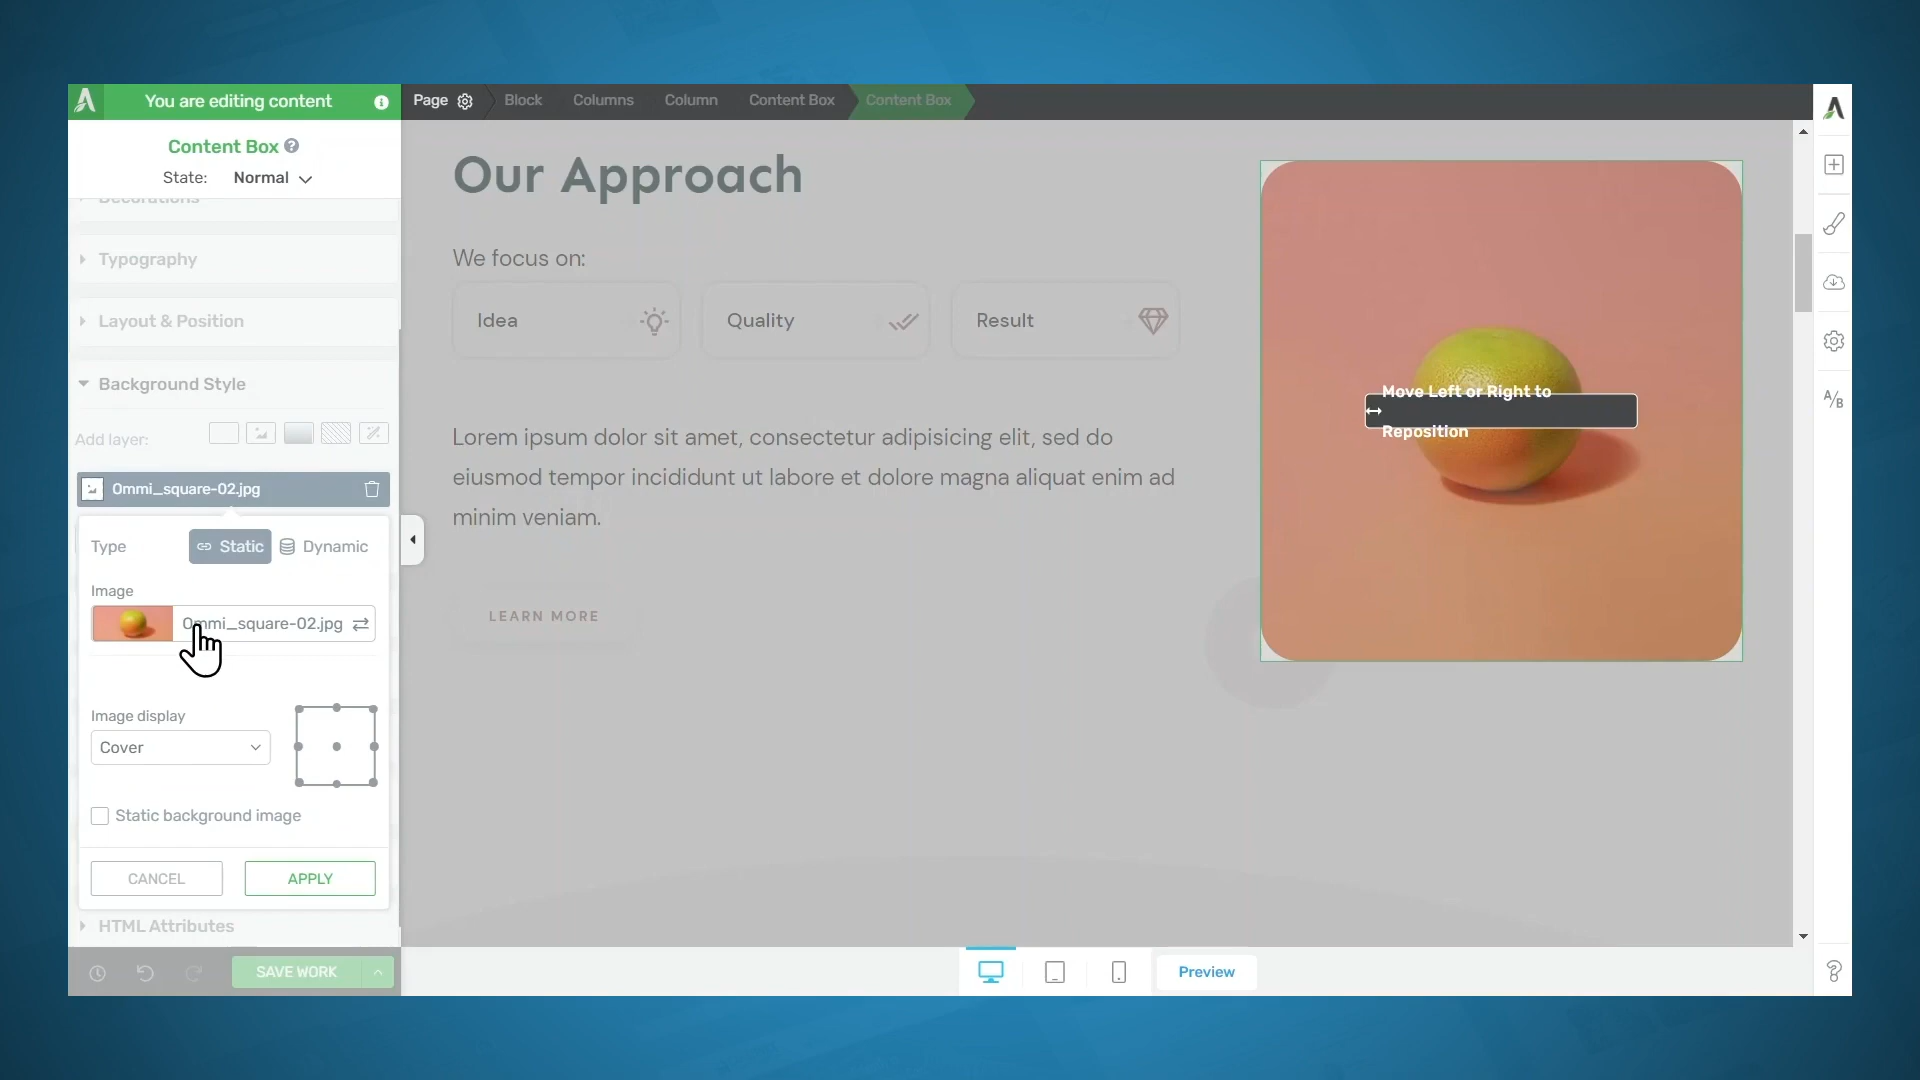 You are editing content
Page Block Columns Column Content Box Content Box
Content Box
State: Normal
Decorations
Typography
Layout & Position
Background Style
Add layer:
Ommi_square-02.jpg
Type Static Dynamic
Image
Ommi_square-02.jpg
Image display
Cover
Static background image
CANCEL APPLY
HTML Attributes
SAVE WORK
Our Approach
We focus on:
Idea Quality Result
Lorem ipsum dolor sit amet, consectetur adipisicing elit, sed do
eiusmod tempor incididunt ut labore et dolore magna aliquat enim ad
minim veniam.
LEARN MORE
Move Left or Right to
Reposition
Preview
A/B